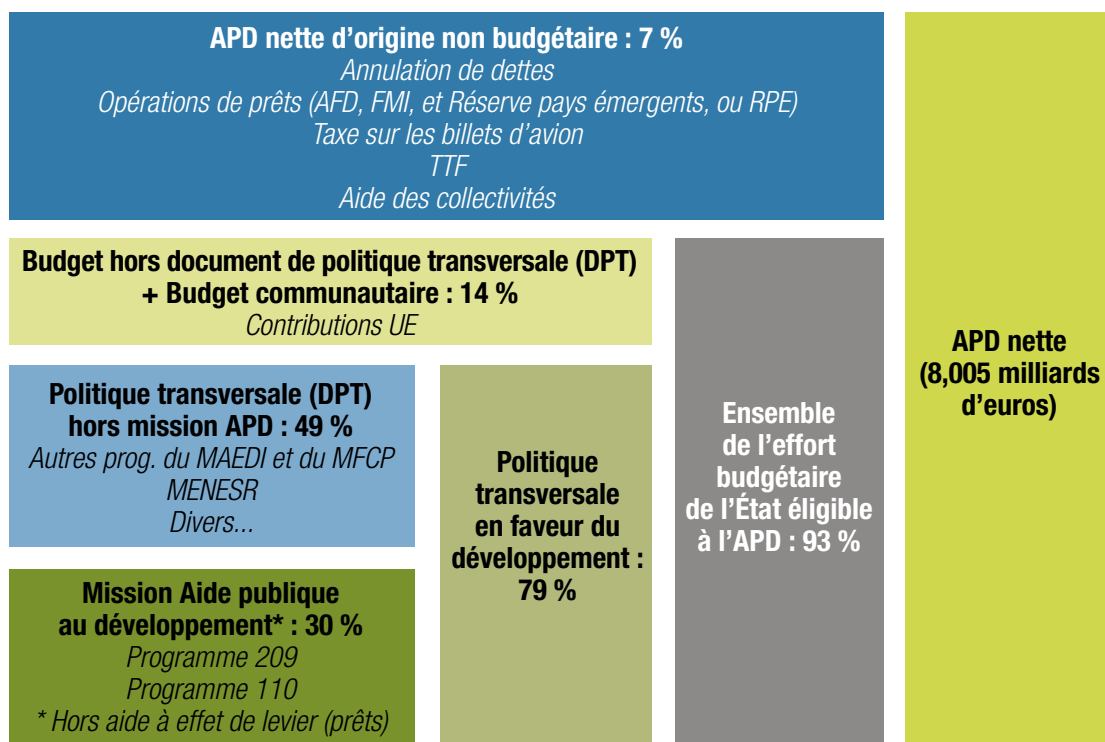 APD nette d’origine non budgétaire : 7 %
Annulation de dettes
Opérations de prêts (AFD, FMI, et Réserve pays émergents, ou RPE)
Taxe sur les billets d’avion
TTF
Aide des collectivités
Budget hors document de politique transversale (DPT)
+ Budget communautaire : 14 %
Contributions UE
Politique transversale (DPT)
hors mission APD : 49 %
Autres prog. du MAEDI et du MFCP
MENESR
Divers...
Mission Aide publique
au développement* : 30 %
Programme 209
Programme 110
* Hors aide à effet de levier (prêts)
Politique
transversale
en faveur du
développement :
79 %
Ensemble
de l’effort
budgétaire
de l’État éligible
à l’APD : 93 %
APD nette
(8,005 milliards
d’euros)